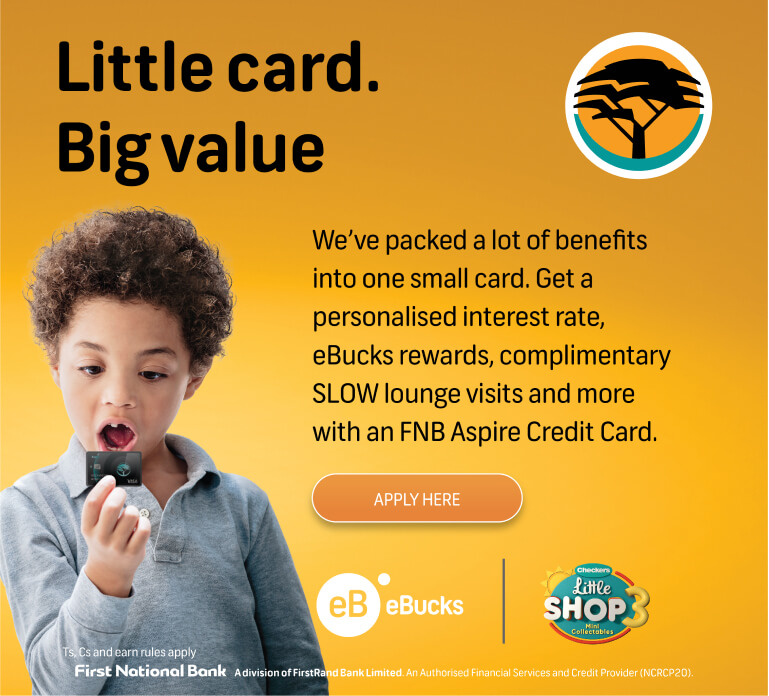 Little card.
Big value
We've packed a lot of benefits
into one small card. Get a
personalised interest rate,
eBucks rewards, complimentary
SLOW lounge visits and more
with an FNB Aspire Credit Card.
VISA
APPLY HERE
eB eBucks
Checkers
Little
SHOP 3
Mini
Collectables
Ts, Cs and earn rules apply
First National Bank A division of FirstRand Bank Limited. An Authorised Financial Services and Credit Provider (NCRCP20).